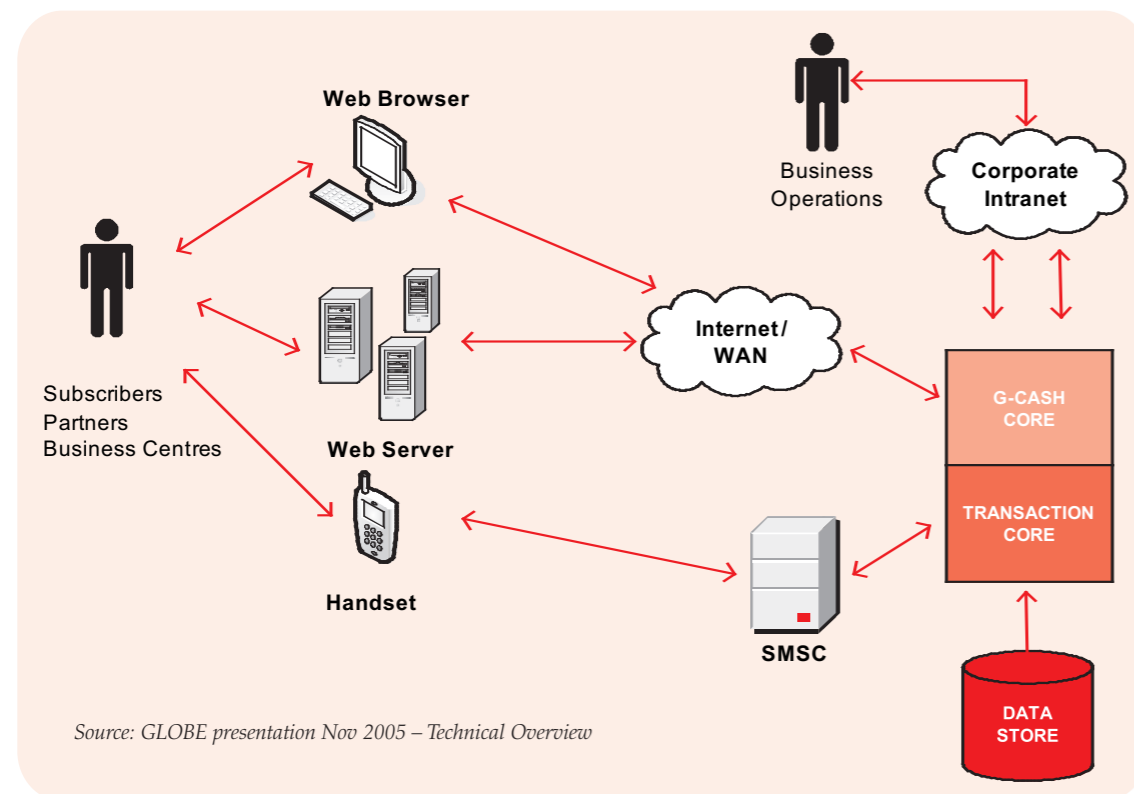 Web Browser
Business
Operations
Corporate
Intranet
Subscribers
Partners
Business Centres
Web Server
Internet/
WAN
G-CASH
CORE
TRANSACTION
CORE
Handset
SMSC
DATA
STORE
Source: GLOBE presentation Nov 2005 – Technical Overview